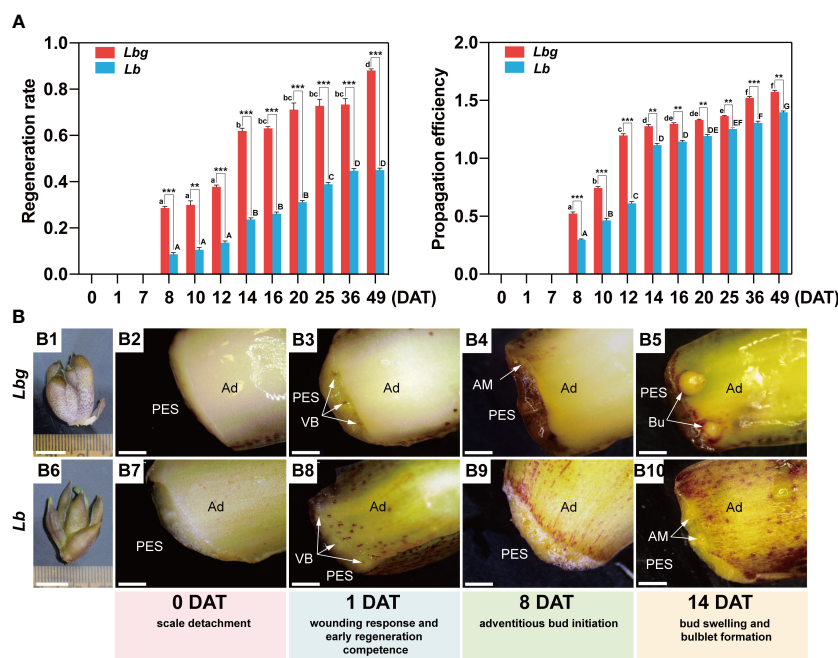 A
Regeneration rate
1.0
0.8
0.6
0.4
0.2
0.0
Lbg
Lb
a *** A
a ** A
a *** A
b *** B
bc *** B
bc *** B
bc *** C
bc *** D
d *** D
0 1 7 8 10 12 14 16 20 25 36 49 (DAT)
Propagation efficiency
2.0
1.5
1.0
0.5
0.0
Lbg
Lb
a *** A
b *** B
c *** C
d ** D
de ** D
de ** DE
e ** EF
f *** F
f ** G
0 1 7 8 10 12 14 16 20 25 36 49 (DAT)
B
Lbg
B1
B2 PES Ad
B3 PES VB Ad
B4 AM PES Ad
B5 PES Bu Ad
Lb
B6
B7 PES Ad
B8 VB PES Ad
B9 PES Ad
B10 AM PES Ad
0 DAT
scale detachment
1 DAT
wounding response and
early regeneration
competence
8 DAT
adventitious bud initiation
14 DAT
bud swelling and
bulblet formation